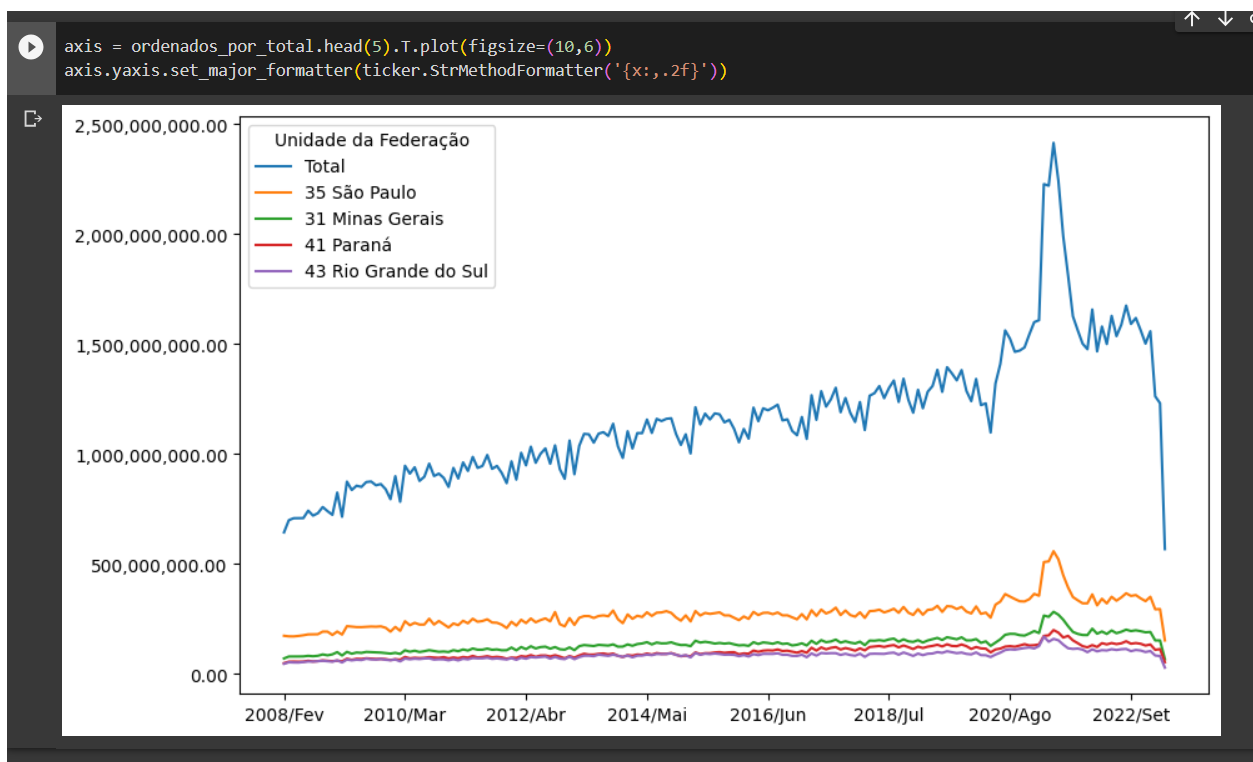 axis = ordenados_por_total.head(5).T.plot(figsize=(10,6))
axis.yaxis.set_major_formatter(ticker.StrMethodFormatter('{x:,.2f}'))
2,500,000,000.00
2,000,000,000.00
1,500,000,000.00
1,000,000,000.00
500,000,000.00
0.00
Unidade da Federação
Total
35 São Paulo
31 Minas Gerais
41 Paraná
43 Rio Grande do Sul
2008/Fev 2010/Mar 2012/Abr 2014/Mai 2016/Jun 2018/Jul 2020/Ago 2022/Set